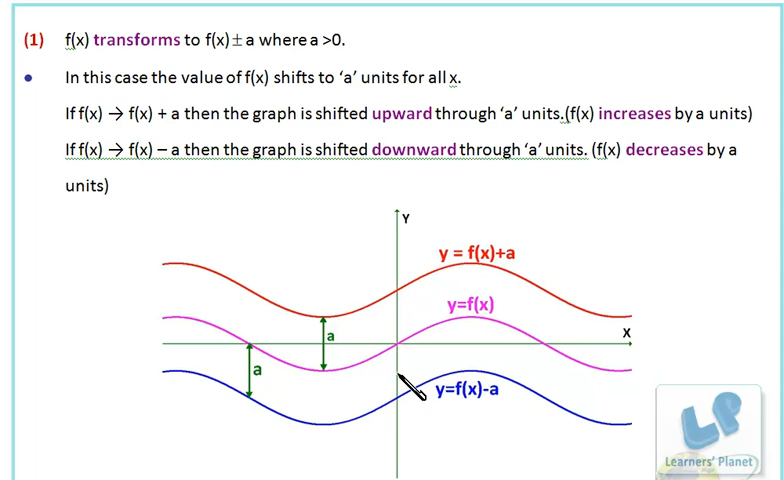 (1) f(x) transforms to f(x) ± a where a >0.
• In this case the value of f(x) shifts to ‘a’ units for all x.
If f(x) → f(x) + a then the graph is shifted upward through ‘a’ units.(f(x) increases by a units)
If f(x) → f(x) – a then the graph is shifted downward through ‘a’ units. (f(x) decreases by a
units)
Y
y = f(x)+a
y=f(x)
X
a
a
y=f(x)-a
LP
Learners' Planet